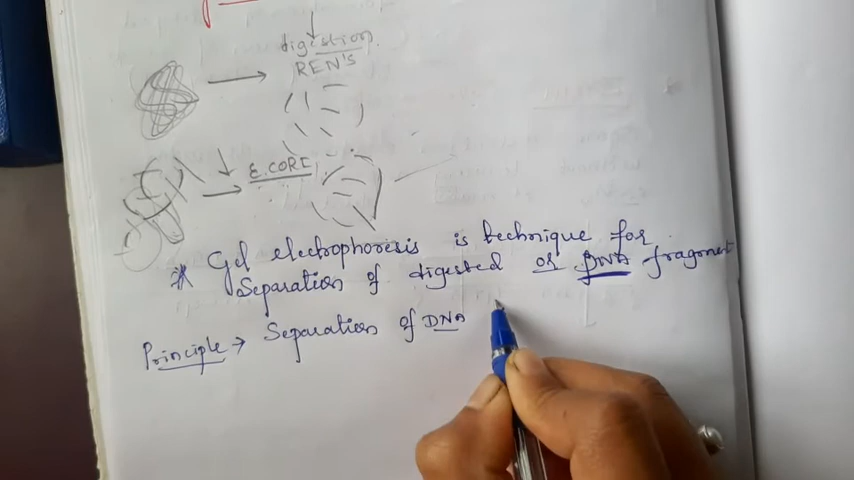 digestion
REN'S
E.CORI
* Gel electrophoresis is technique for
Separation of digested or DNA fragment
Principle → Separation of DNA